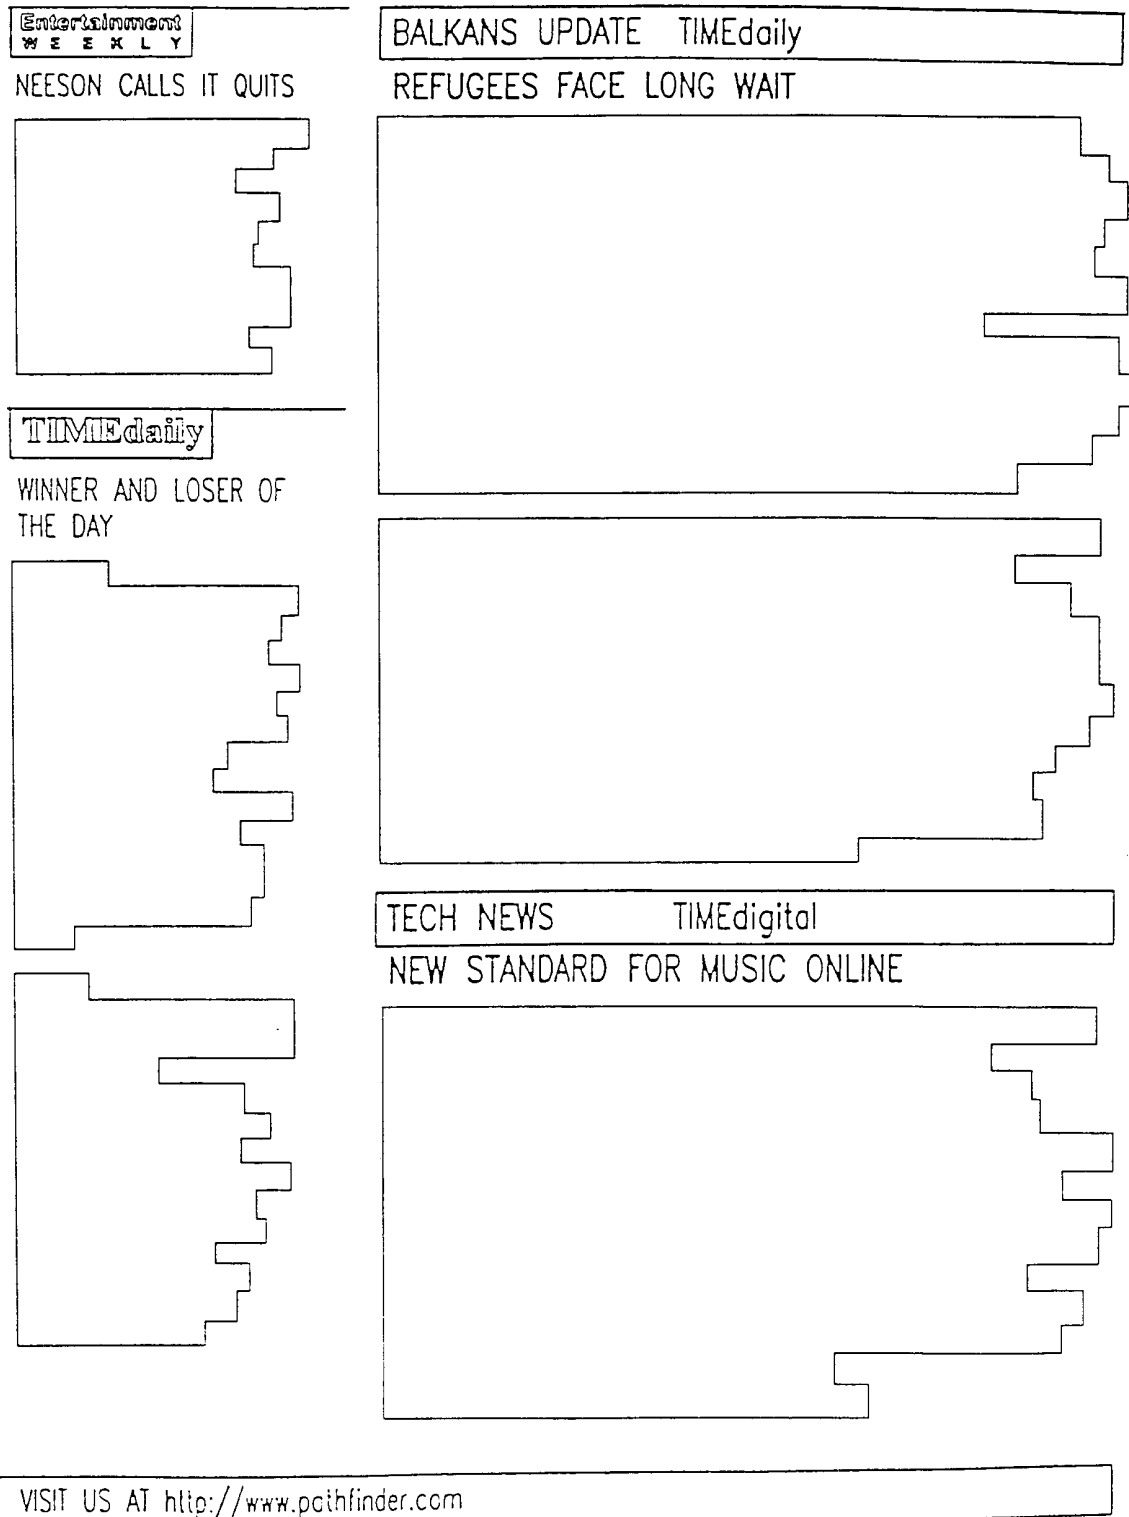 Entertainment
WEEKLY
NEESON CALLS IT QUITS
TIMEdaily
WINNER AND LOSER OF
THE DAY
BALKANS UPDATE TIMEdaily
REFUGEES FACE LONG WAIT
TECH NEWS TIMEdigital
NEW STANDARD FOR MUSIC ONLINE
VISIT US AT http://www.pathfinder.com